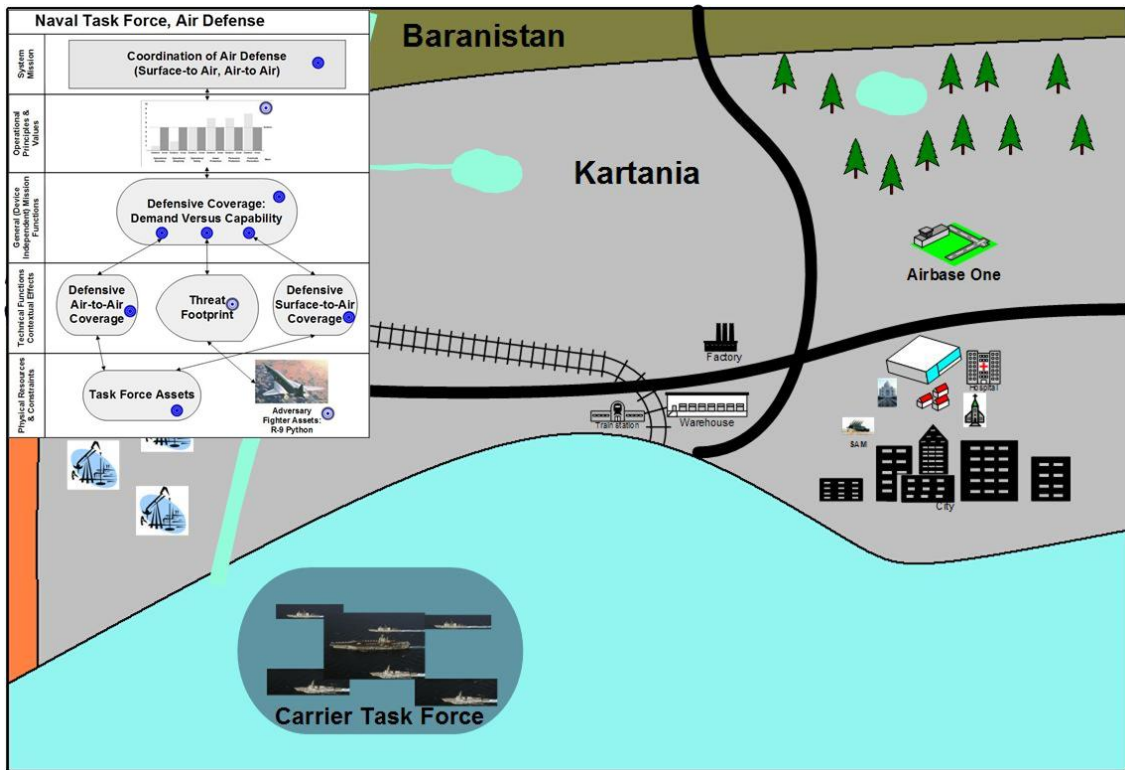 Naval Task Force, Air Defense
System
Mission
Coordination of Air Defense
(Surface-to Air, Air-to Air)
Operational
Principles &
Values
General (Device
Independent) Mission
Functions
Defensive Coverage:
Demand Versus Capability
Technical Functions
Contextual Effects
Defensive
Air-to-Air
Coverage
Threat
Footprint
Defensive
Surface-to-Air
Coverage
Physical Resources
& Constraints
Task Force Assets
Adversary
Fighter Assets:
R-9 Python
Baranistan
Kartania
Airbase One
Factory
Hospital
Train station
Warehouse
SAM
City
Carrier Task Force